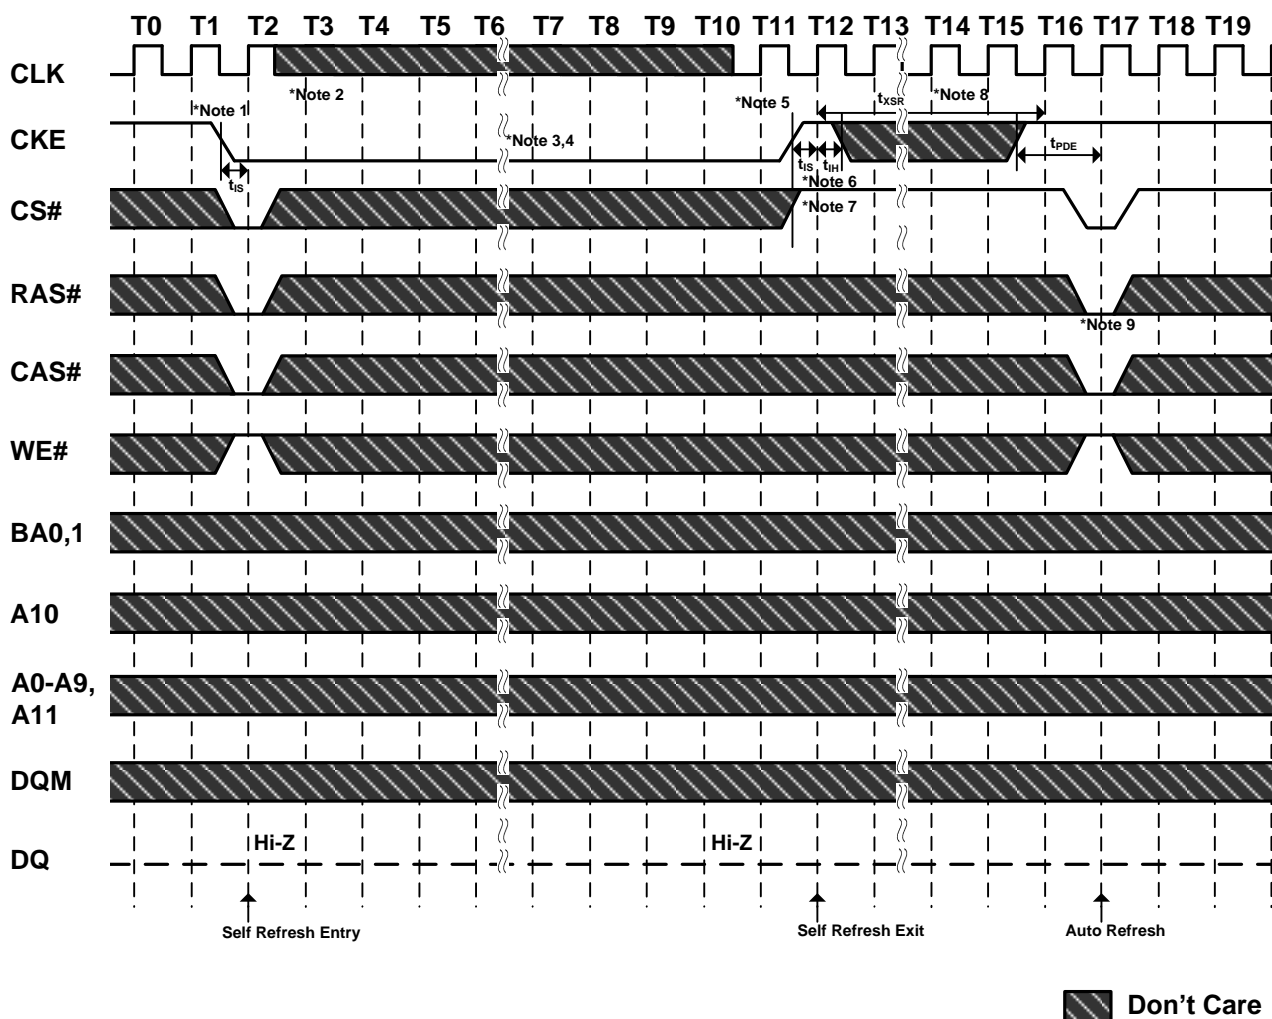 T0 T1 T2 T3 T4 T5 T6 T7 T8 T9 T10 T11 T12 T13 T14 T15 T16 T17 T18 T19
CLK
*Note 2
*Note 1
*Note 5
tXSR
*Note 8
CKE
*Note 3,4
tIS
tIS
tIH
tPDE
*Note 6
CS#
*Note 7
RAS#
*Note 9
CAS#
WE#
BA0,1
A10
A0-A9,
A11
DQM
Hi-Z
Hi-Z
DQ
Self Refresh Entry
Self Refresh Exit
Auto Refresh
Don't Care